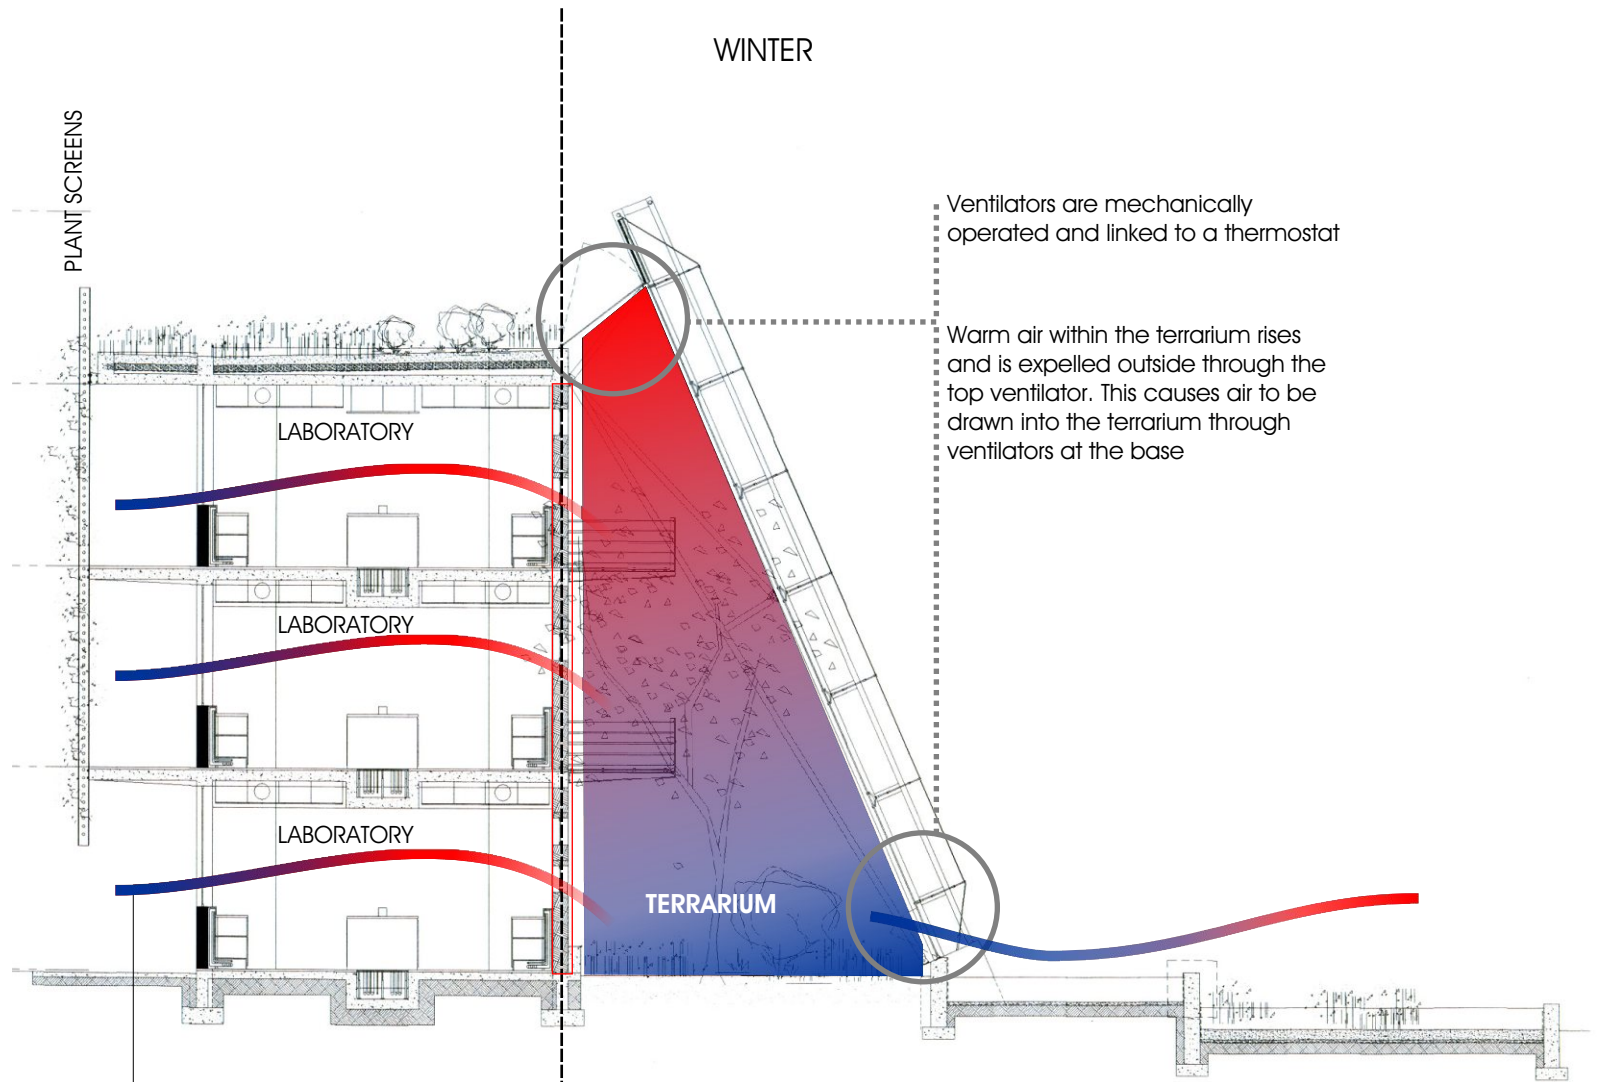 WINTER
PLANT SCREENS
Ventilators are mechanically
operated and linked to a thermostat
Warm air within the terrarium rises
and is expelled outside through the
top ventilator. This causes air to be
drawn into the terrarium through
ventilators at the base
LABORATORY
LABORATORY
LABORATORY
TERRARIUM